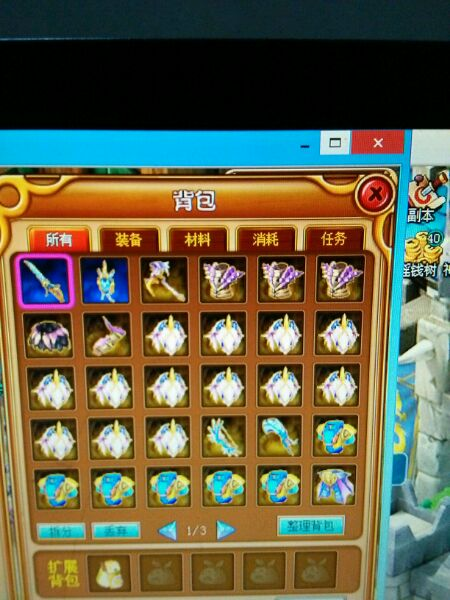 背包
副本
所有 装备 材料 消耗 任务
40
摇钱树 神
拆分 丢弃 1/3 整理背包
扩展
背包